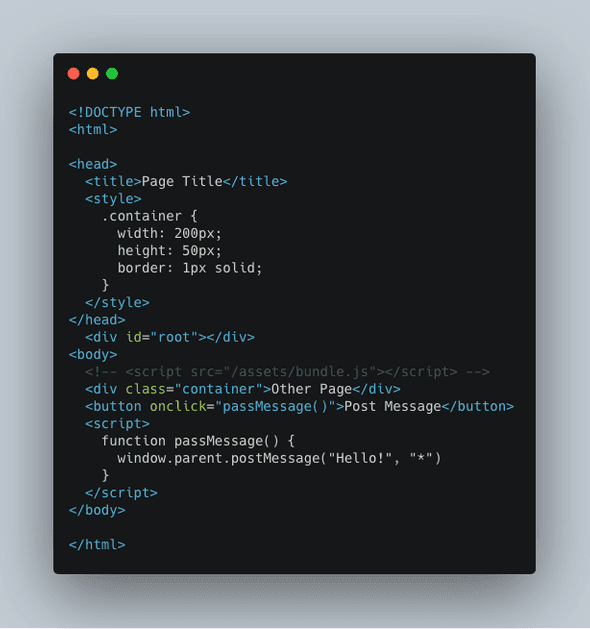 <!DOCTYPE html>
<html>

<head>
  <title>Page Title</title>
  <style>
    .container {
      width: 200px;
      height: 50px;
      border: 1px solid;
    }
  </style>
</head>
  <div id="root"></div>
<body>
  <!-- <script src="/assets/bundle.js"></script> -->
  <div class="container">Other Page</div>
  <button onclick="passMessage()">Post Message</button>
  <script>
    function passMessage() {
      window.parent.postMessage("Hello!", "*")
    }
  </script>
</body>

</html>